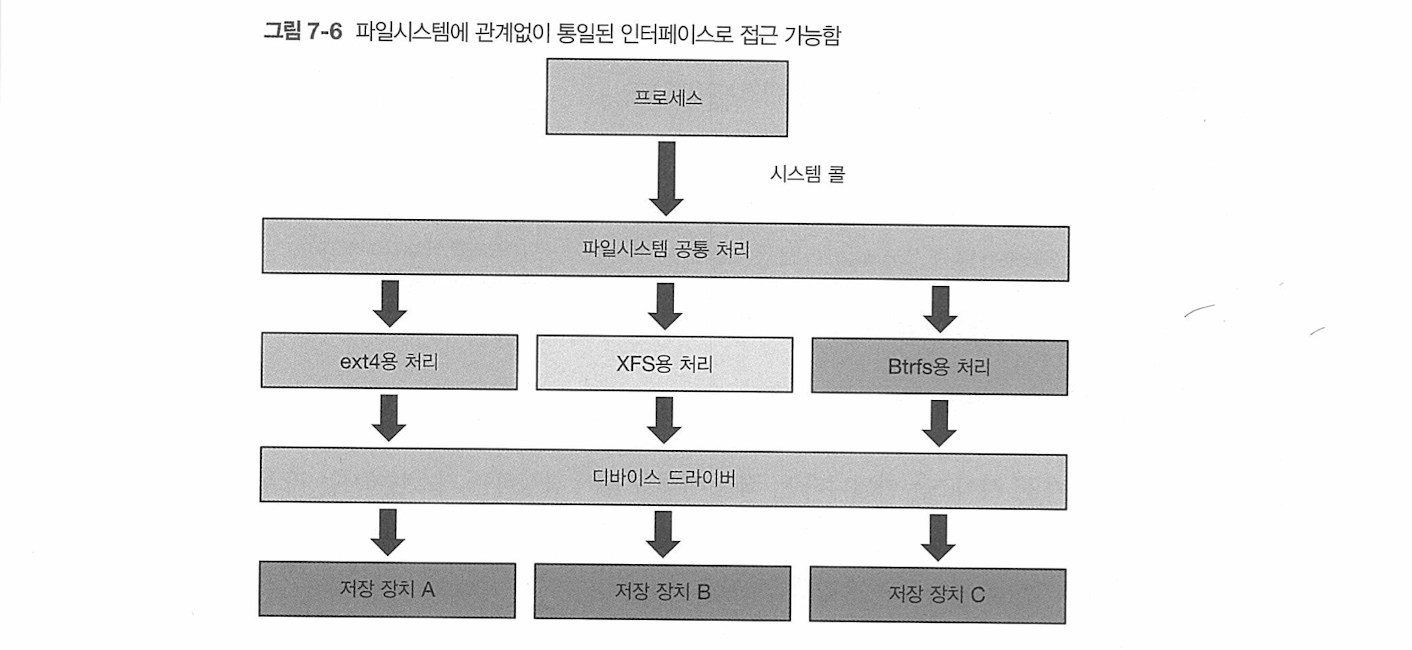 그림 7-6 파일시스템에 관계없이 통일된 인터페이스로 접근 가능함
프로세스
시스템 콜
파일시스템 공통 처리
ext4용 처리
XFS용 처리
Btrfs용 처리
디바이스 드라이버
저장 장치 A
저장 장치 B
저장 장치 C